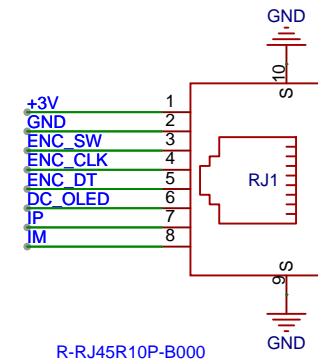 GND
10
S
+3V 1
GND 2
ENC_SW 3
ENC_CLK 4
ENC_DT 5
DC_OLED 6
IP 7
IM 8
RJ1
S
9
GND
R-RJ45R10P-B000